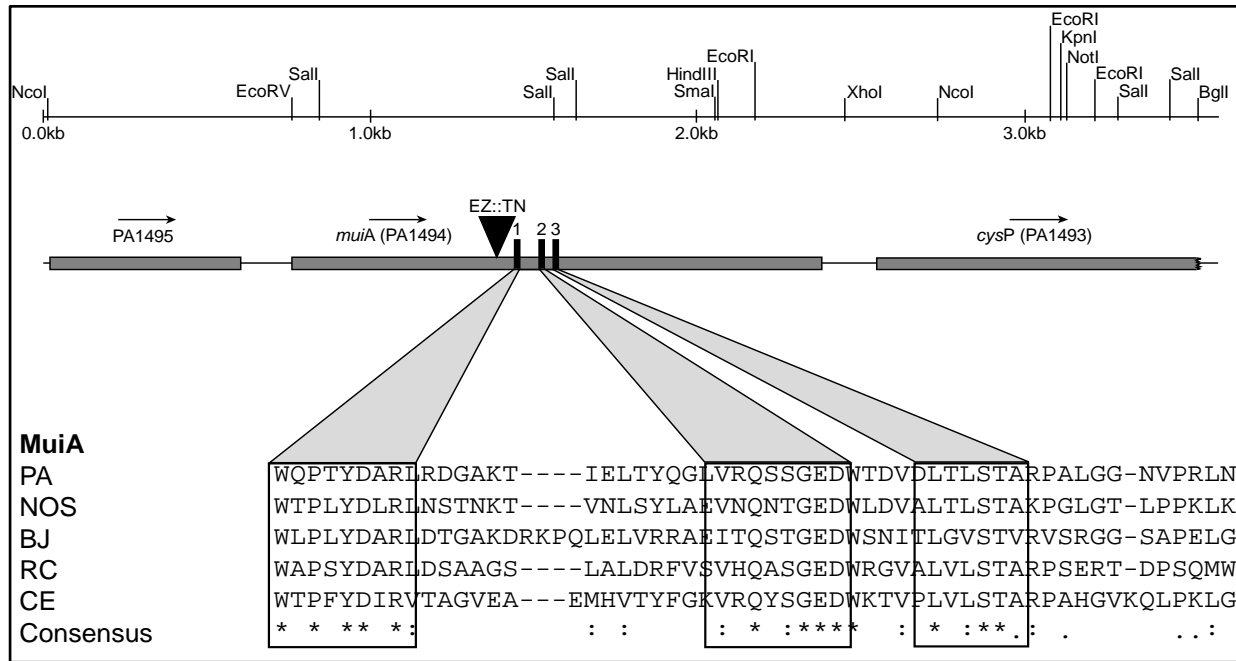 EcoRI
KpnI
NotI
EcoRI
SalI
SalI
HindIII
EcoRI
SalI
NcoI
EcoRV
SalI
SmaI
XhoI
NcoI
SalI
BglI
0.0kb 1.0kb 2.0kb 3.0kb
EZ::TN
1 2 3
PA1495 muiA (PA1494) cysP (PA1493)
MuiA
PA WQPTYDARLRDGAKT----IELTYQGLVRQSSGEDWTDVDLTLSTARPALGG-NVPRLN
NOS WTPLYDLRLNSTNKT----VNLSYLAEVNQNTGEDWLDVALTLSTAKPGLGT-LPPKLK
BJ WLPLYDARLDTGAKDRKPQLELVRRAEITQSTGEDWSNITLGVSTVRVSRGG-SAPELG
RC WAPSYDARLDSAAGS----LALDRFVSVHQASGEDWRGVALVLSTARPSERT-DPSQMW
CE WTPFYDIRVTAGVEA---EMHVTYFGKVRQYSGEDWKTVPLVLSTARPAHGVKQLPKLG
Consensus * * ** *: : : : * :**** : * :** .: . ..: